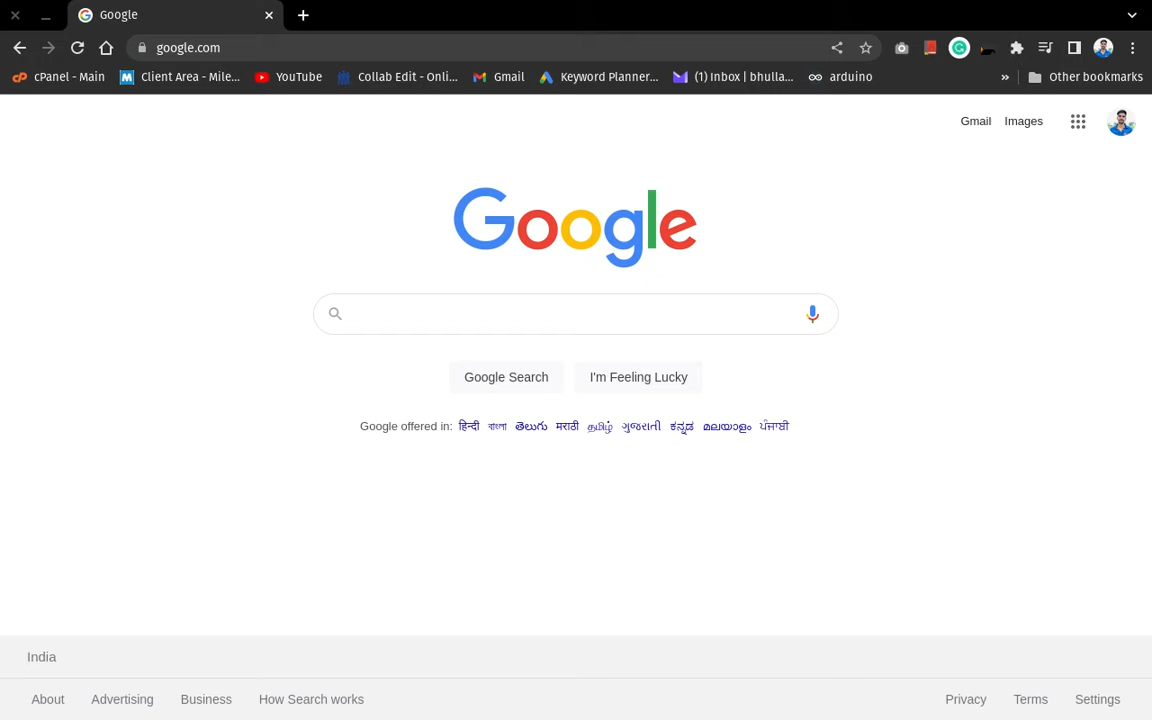 Google
google.com
cPanel - Main Client Area - Mile... YouTube Collab Edit - Onli... Gmail Keyword Planner... (1) Inbox | bhulla... arduino » Other bookmarks
Gmail Images
Google
Google Search I'm Feeling Lucky
Google offered in: हिन्दी বাংলা తెలుగు मराठी தமிழ் ગુજરાતી ಕನ್ನಡ മലയാളം ਪੰਜਾਬੀ
India
About Advertising Business How Search works Privacy Terms Settings